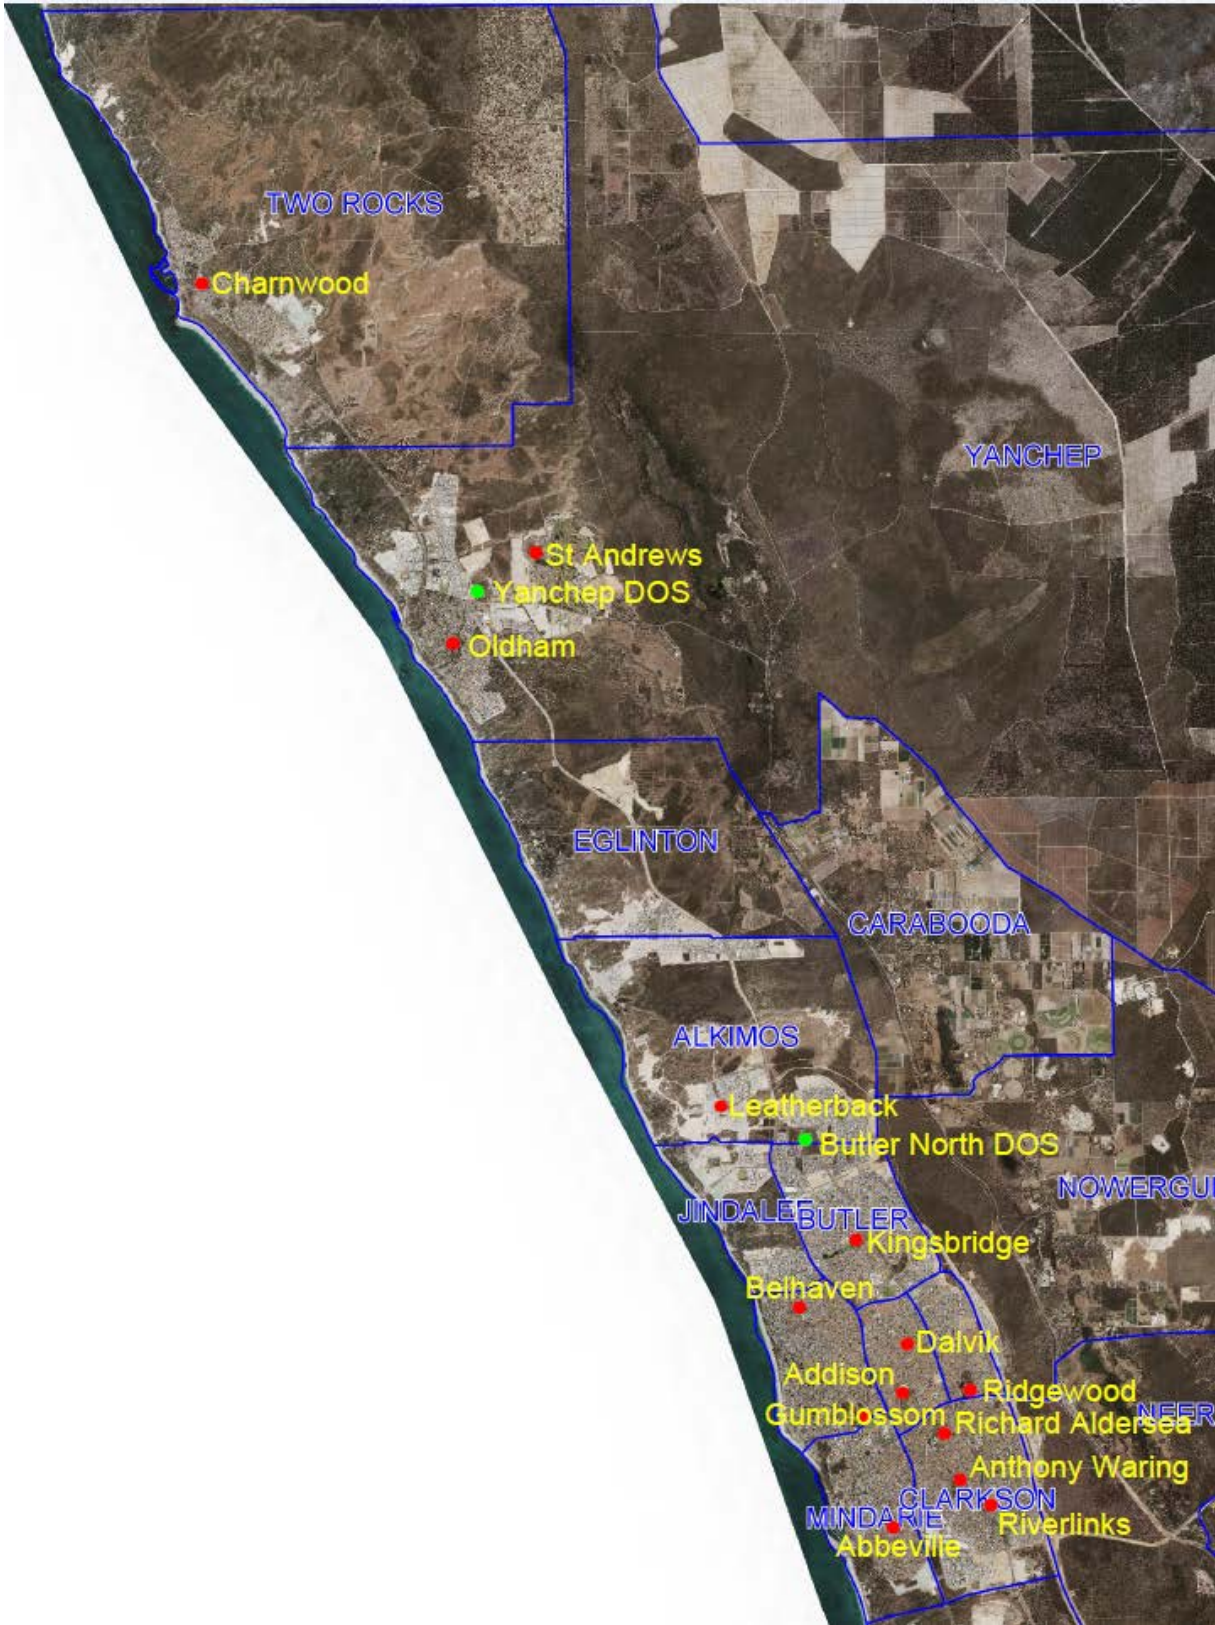 TWO ROCKS
Charnwood
YANCHEP
St Andrews
Yanchep DOS
Oldham
EGLINTON
CARABOODA
ALKIMOS
Leatherback
Butler North DOS
NOWERGU
JINDALEE
BUTLER
Kingsbridge
Belhaven
Dalvik
Addison
Ridgewood
Gumblossom
NEER
Richard Aldersea
Anthony Waring
CLARKSON
MINDARIE
Riverlinks
Abbeville